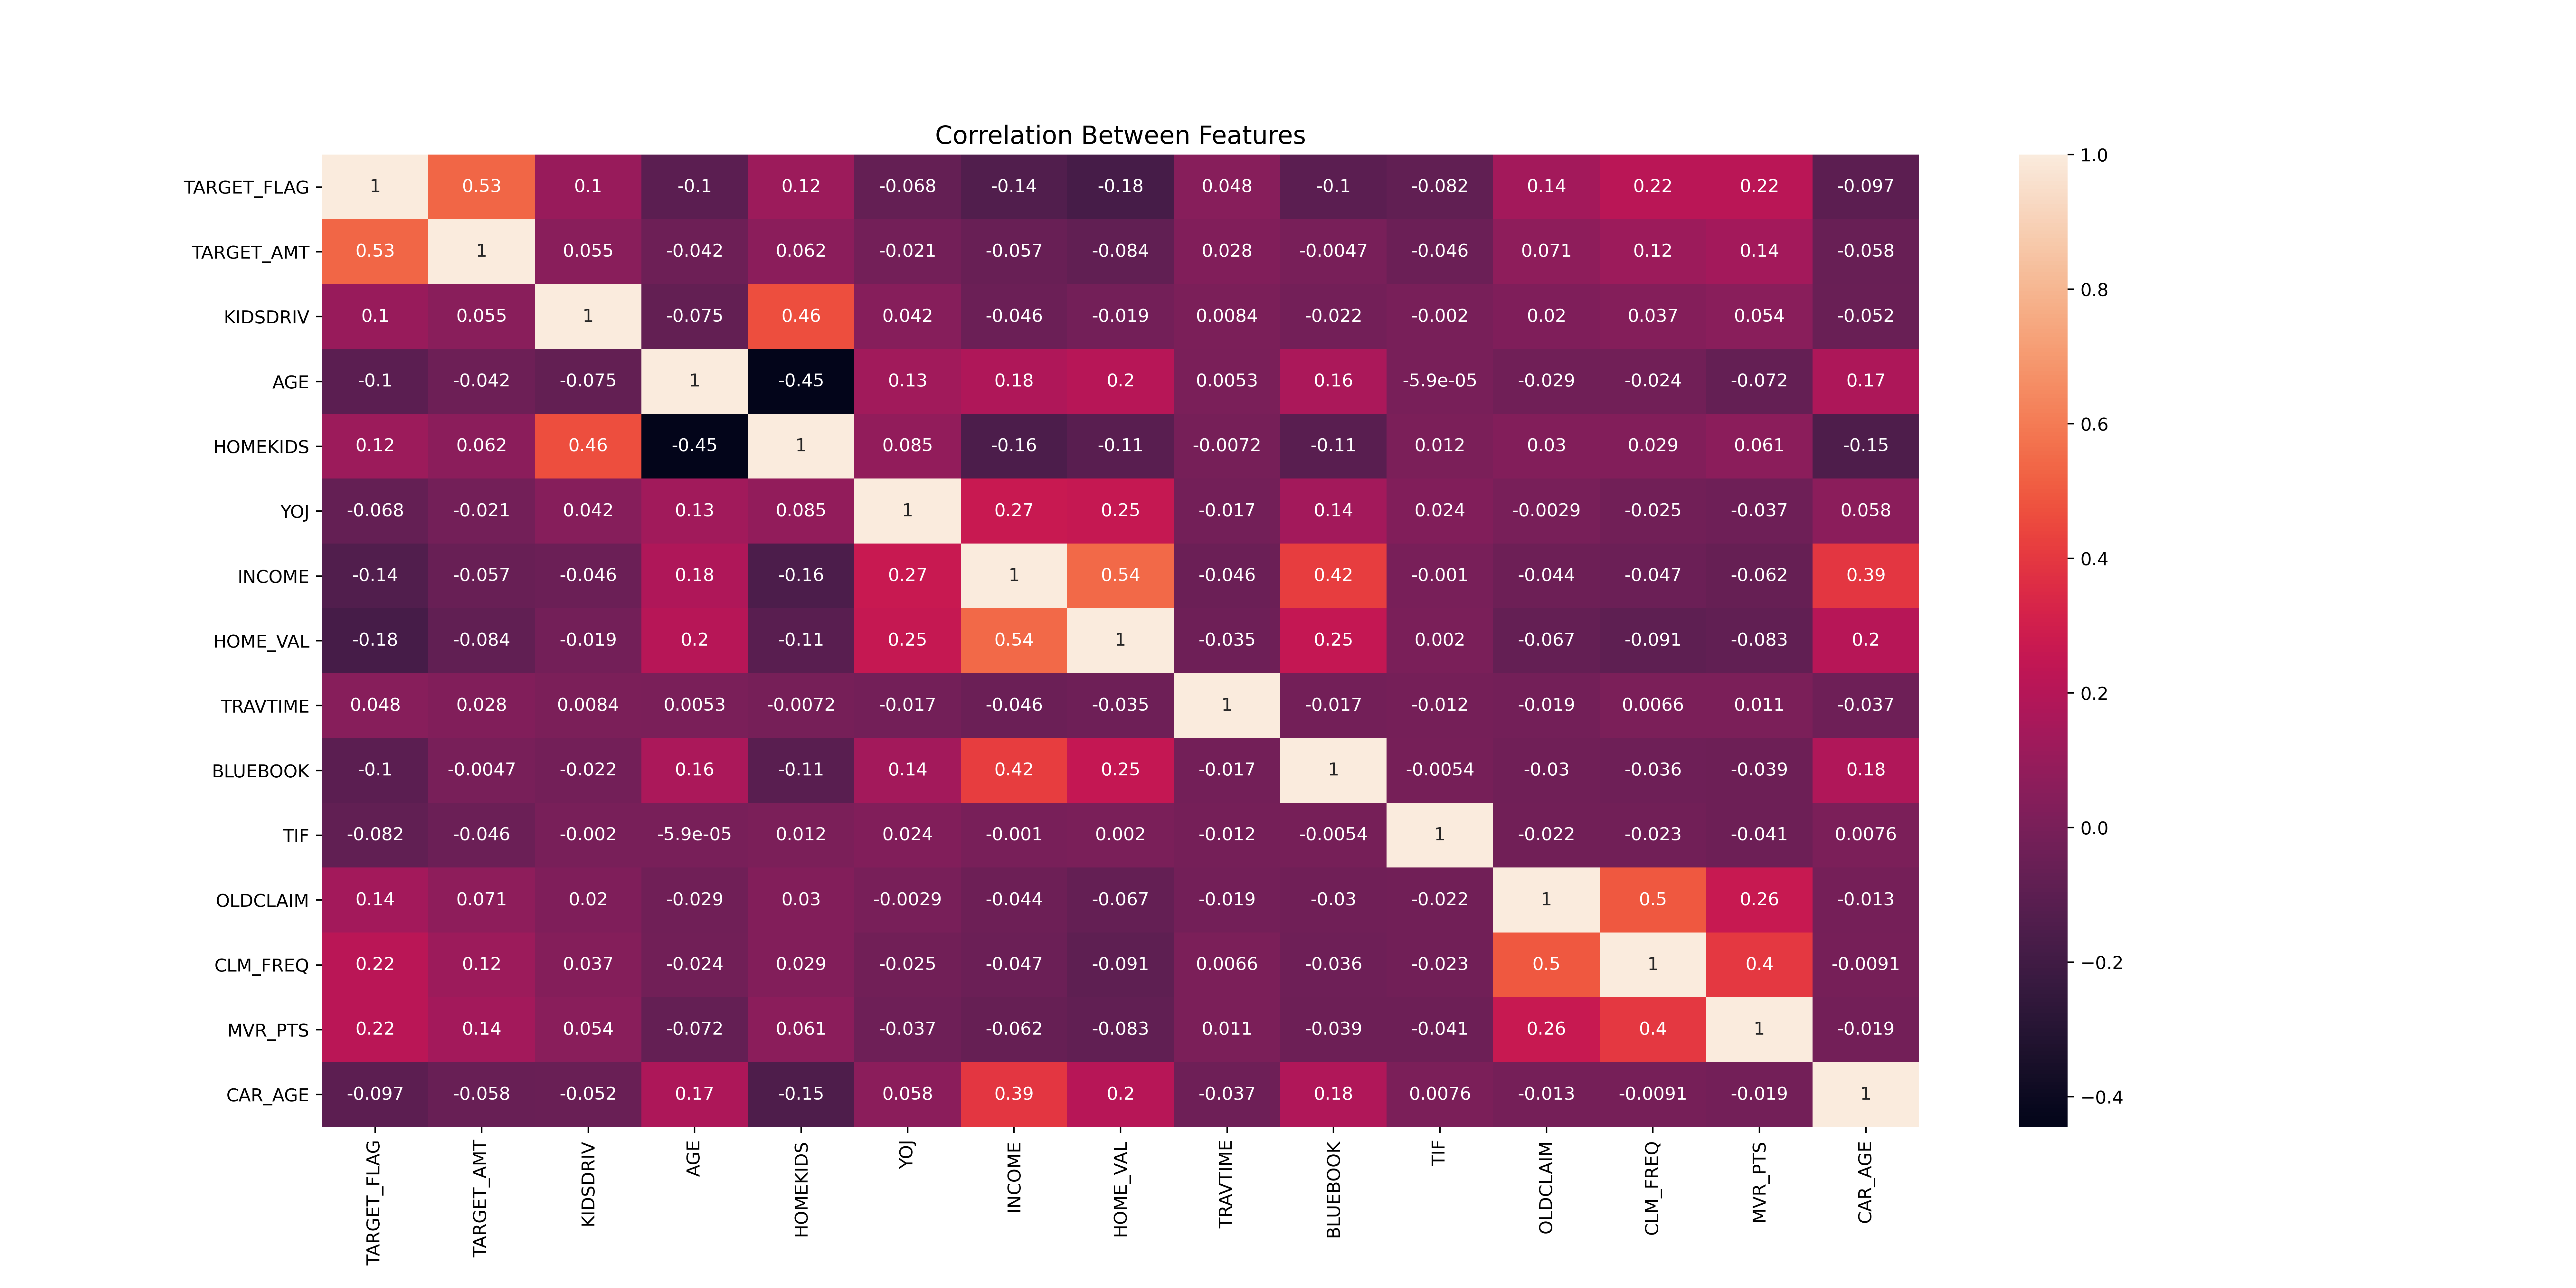 Correlation Between Features
TARGET_FLAG 1 0.53 0.1 -0.1 0.12 -0.068 -0.14 -0.18 0.048 -0.1 -0.082 0.14 0.22 0.22 -0.097
TARGET_AMT 0.53 1 0.055 -0.042 0.062 -0.021 -0.057 -0.084 0.028 -0.0047 -0.046 0.071 0.12 0.14 -0.058
KIDSDRIV 0.1 0.055 1 -0.075 0.46 0.042 -0.046 -0.019 0.0084 -0.022 -0.002 0.02 0.037 0.054 -0.052
AGE -0.1 -0.042 -0.075 1 -0.45 0.13 0.18 0.2 0.0053 0.16 -5.9e-05 -0.029 -0.024 -0.072 0.17
HOMEKIDS 0.12 0.062 0.46 -0.45 1 0.085 -0.16 -0.11 -0.0072 -0.11 0.012 0.03 0.029 0.061 -0.15
YOJ -0.068 -0.021 0.042 0.13 0.085 1 0.27 0.25 -0.017 0.14 0.024 -0.0029 -0.025 -0.037 0.058
INCOME -0.14 -0.057 -0.046 0.18 -0.16 0.27 1 0.54 -0.046 0.42 -0.001 -0.044 -0.047 -0.062 0.39
HOME_VAL -0.18 -0.084 -0.019 0.2 -0.11 0.25 0.54 1 -0.035 0.25 0.002 -0.067 -0.091 -0.083 0.2
TRAVTIME 0.048 0.028 0.0084 0.0053 -0.0072 -0.017 -0.046 -0.035 1 -0.017 -0.012 -0.019 0.0066 0.011 -0.037
BLUEBOOK -0.1 -0.0047 -0.022 0.16 -0.11 0.14 0.42 0.25 -0.017 1 -0.0054 -0.03 -0.036 -0.039 0.18
TIF -0.082 -0.046 -0.002 -5.9e-05 0.012 0.024 -0.001 0.002 -0.012 -0.0054 1 -0.022 -0.023 -0.041 0.0076
OLDCLAIM 0.14 0.071 0.02 -0.029 0.03 -0.0029 -0.044 -0.067 -0.019 -0.03 -0.022 1 0.5 0.26 -0.013
CLM_FREQ 0.22 0.12 0.037 -0.024 0.029 -0.025 -0.047 -0.091 0.0066 -0.036 -0.023 0.5 1 0.4 -0.0091
MVR_PTS 0.22 0.14 0.054 -0.072 0.061 -0.037 -0.062 -0.083 0.011 -0.039 -0.041 0.26 0.4 1 -0.019
CAR_AGE -0.097 -0.058 -0.052 0.17 -0.15 0.058 0.39 0.2 -0.037 0.18 0.0076 -0.013 -0.0091 -0.019 1
TARGET_FLAG TARGET_AMT KIDSDRIV AGE HOMEKIDS YOJ INCOME HOME_VAL TRAVTIME BLUEBOOK TIF OLDCLAIM CLM_FREQ MVR_PTS CAR_AGE
1.0
0.8
0.6
0.4
0.2
0.0
−0.2
−0.4